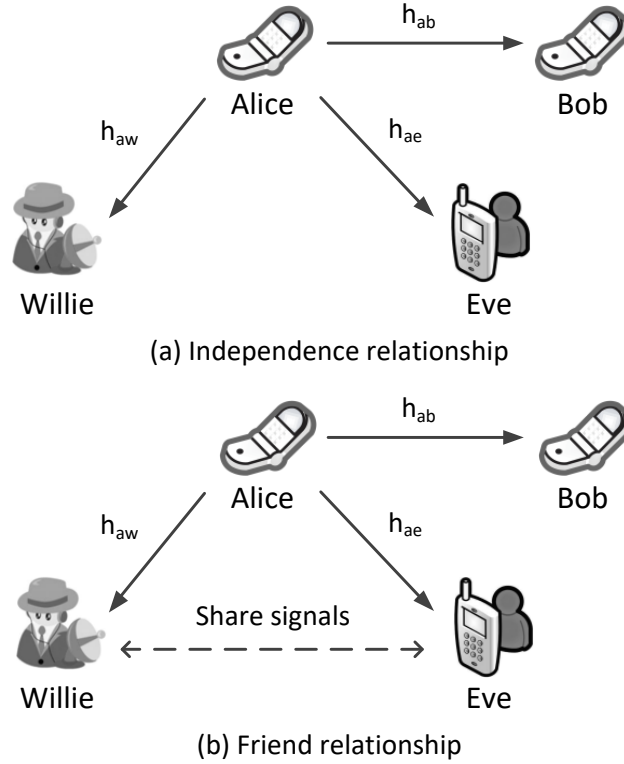 h_ab
Alice
Bob
h_aw
h_ae
Willie
Eve
(a) Independence relationship
h_ab
Alice
Bob
h_aw
h_ae
Share signals
Willie
Eve
(b) Friend relationship